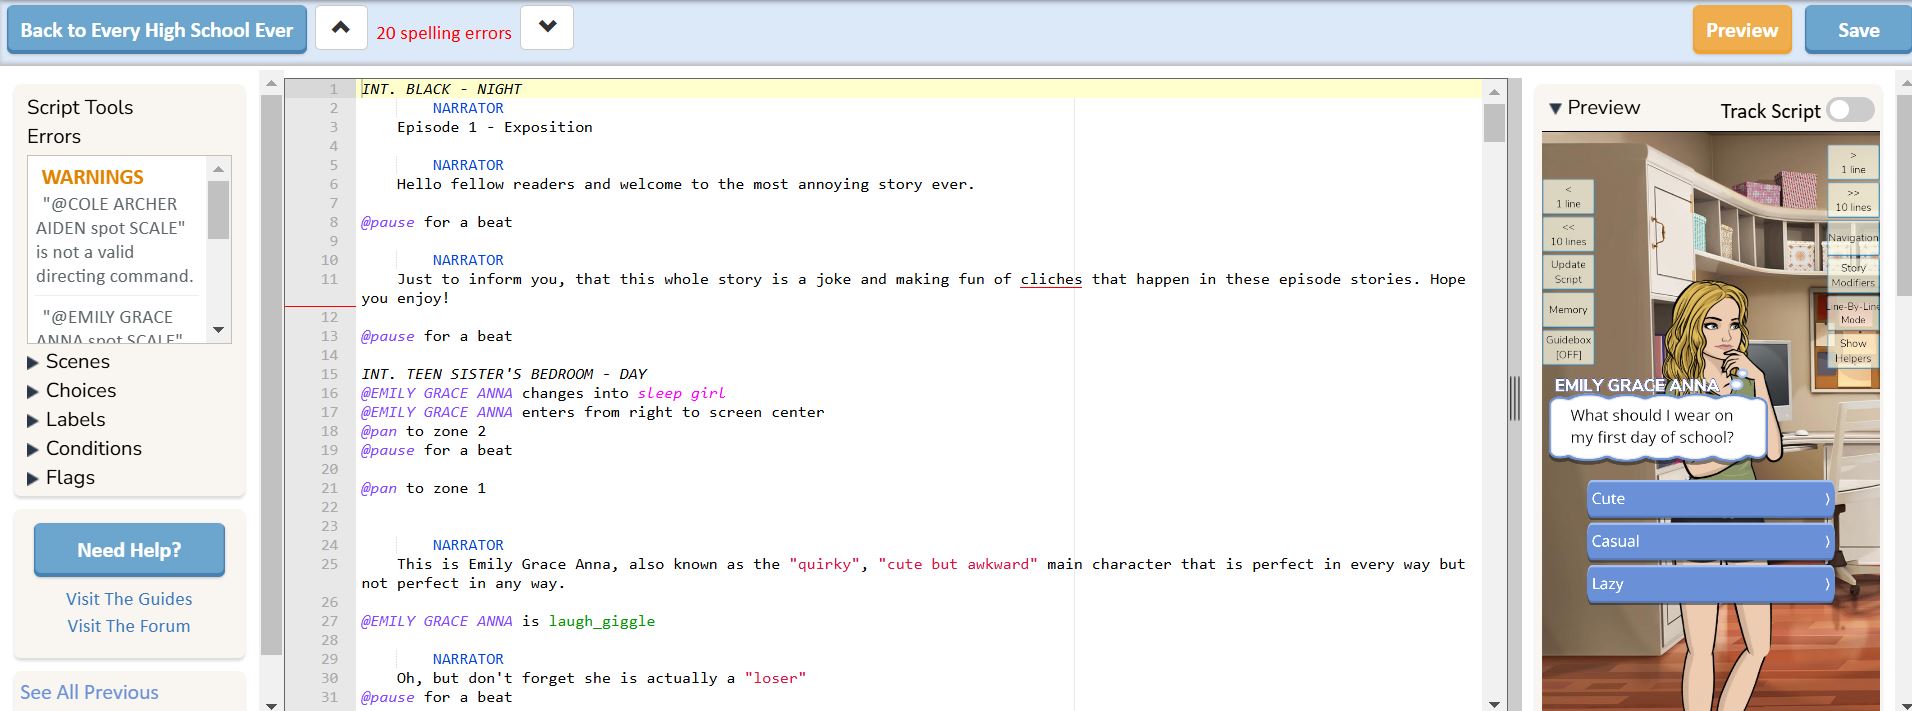 Back to Every High School Ever
20 spelling errors
Preview
Save
Script Tools
Errors
WARNINGS
"@COLE ARCHER
AIDEN spot SCALE"
is not a valid
directing command.
"@EMILY GRACE
ANNA spot SCALE"
Scenes
Choices
Labels
Conditions
Flags
Need Help?
Visit The Guides
Visit The Forum
See All Previous
1 INT. BLACK - NIGHT
2 NARRATOR
3 Episode 1 - Exposition
4
5 NARRATOR
6 Hello fellow readers and welcome to the most annoying story ever.
7
8 @pause for a beat
9
10 NARRATOR
11 Just to inform you, that this whole story is a joke and making fun of cliches that happen in these episode stories. Hope
you enjoy!
12
13 @pause for a beat
14
15 INT. TEEN SISTER'S BEDROOM - DAY
16 @EMILY GRACE ANNA changes into sleep girl
17 @EMILY GRACE ANNA enters from right to screen center
18 @pan to zone 2
19 @pause for a beat
20
21 @pan to zone 1
22
23
24 NARRATOR
25 This is Emily Grace Anna, also known as the "quirky", "cute but awkward" main character that is perfect in every way but
not perfect in any way.
26
27 @EMILY GRACE ANNA is laugh_giggle
28
29 NARRATOR
30 Oh, but don't forget she is actually a "loser"
31 @pause for a beat
Preview
Track Script
<
1 line
<<
10 lines
Update
Script
Memory
Guidebox
[OFF]
>
1 line
>>
10 lines
Navigation
Story
Modifiers
Line-By-Line
Mode
Show
Helpers
EMILY GRACE ANNA
What should I wear on
my first day of school?
Cute
Casual
Lazy